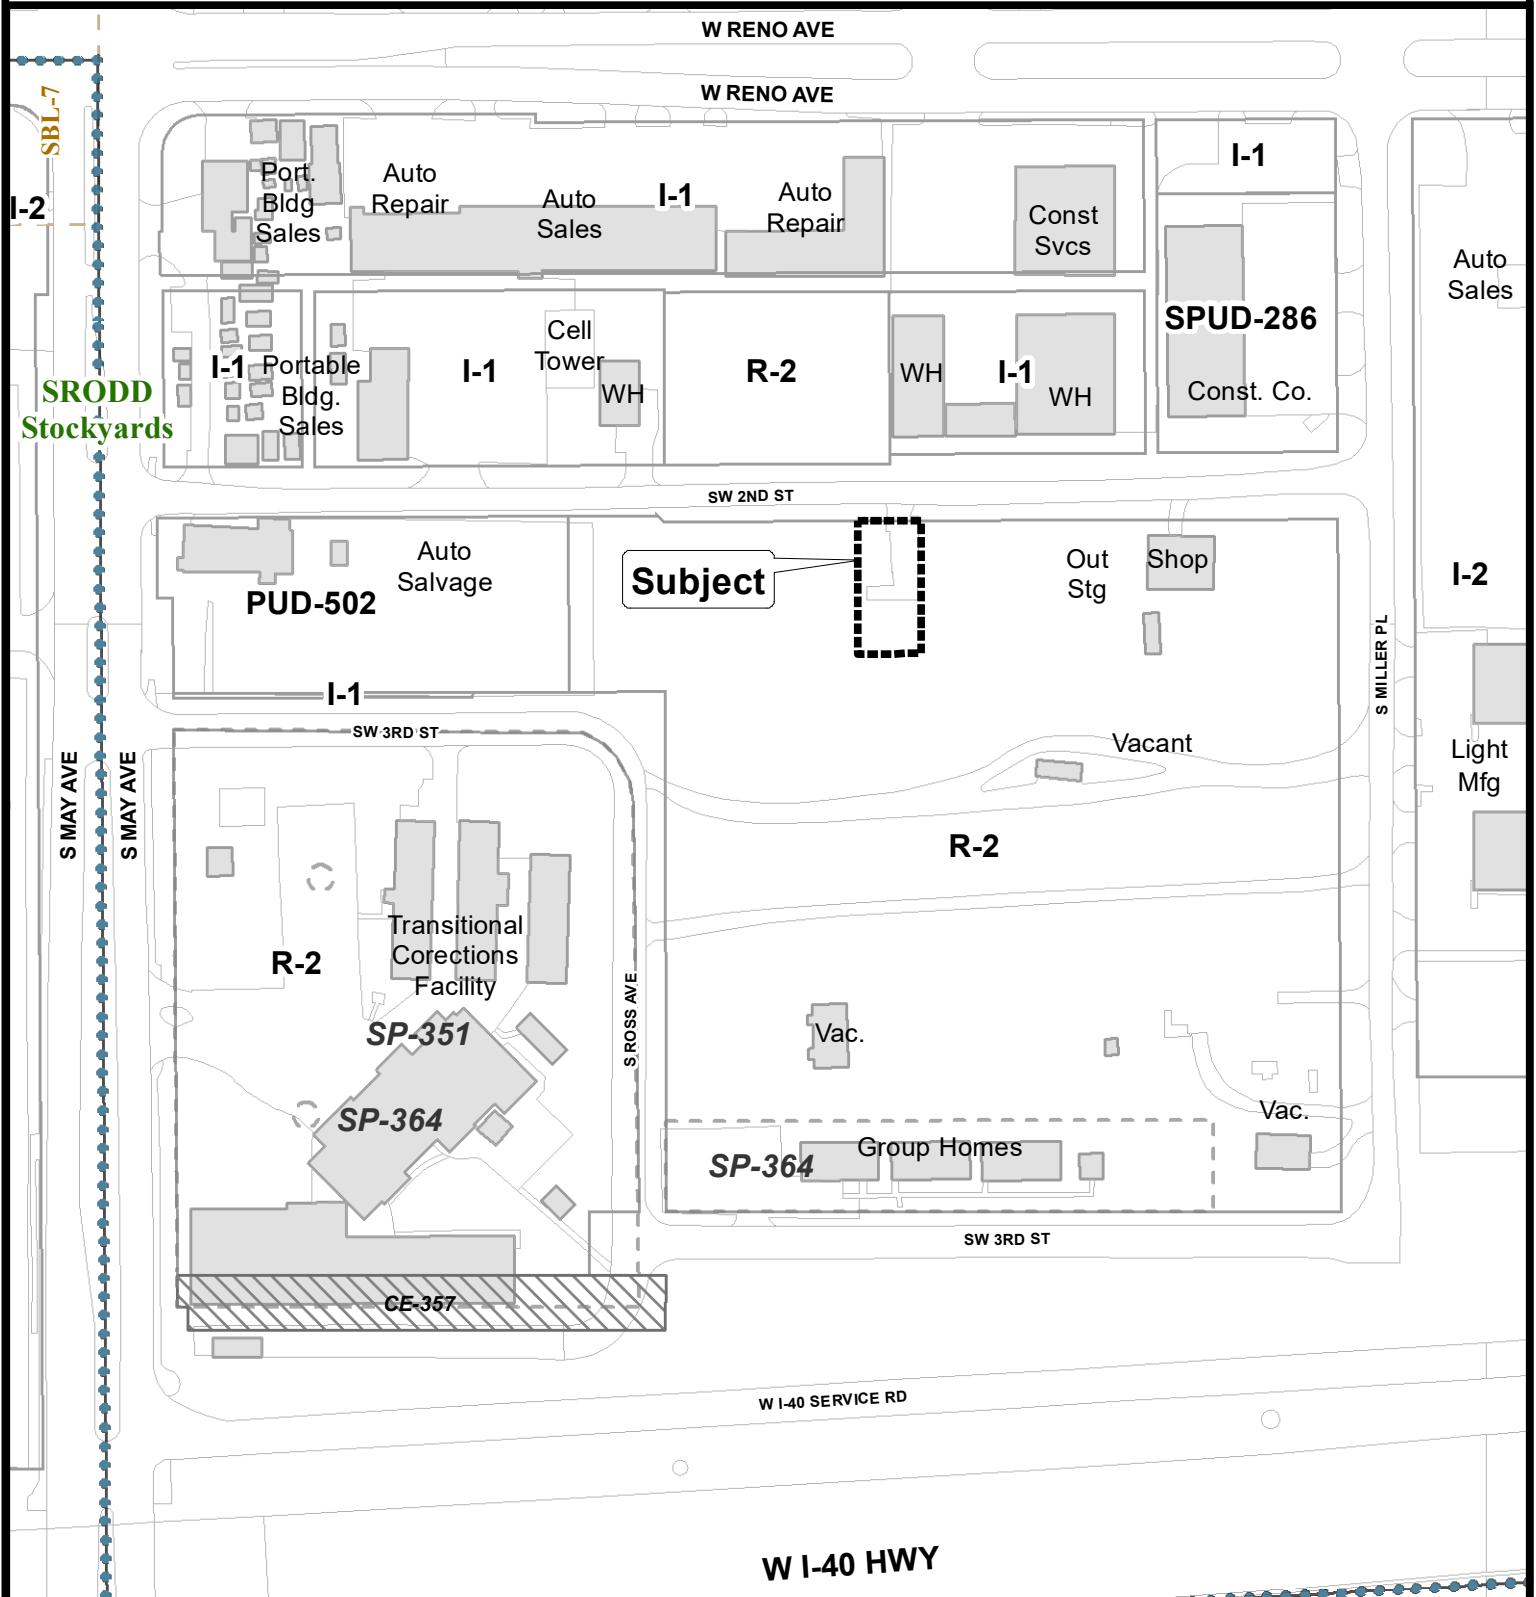 W RENO AVE
W RENO AVE
SBL-7
I-2
Port.
Bldg
Sales
Auto
Repair
Auto
Sales
I-1
Auto
Repair
Const
Svcs
I-1
Auto
Sales
SPUD-286
Const. Co.
SRODD
Stockyards
I-1
Portable
Bldg.
Sales
I-1
Cell
Tower
WH
R-2
WH
I-1
WH
SW 2ND ST
Auto
Salvage
PUD-502
Subject
Out
Stg
Shop
I-2
S MILLER PL
I-1
SW 3RD ST
S MAY AVE
S MAY AVE
Vacant
Light
Mfg
R-2
Transitional
Corections
Facility
R-2
S ROSS AVE
SP-351
SP-364
Vac.
Vac.
Group Homes
SP-364
SW 3RD ST
CE-357
W I-40 SERVICE RD
W I-40 HWY